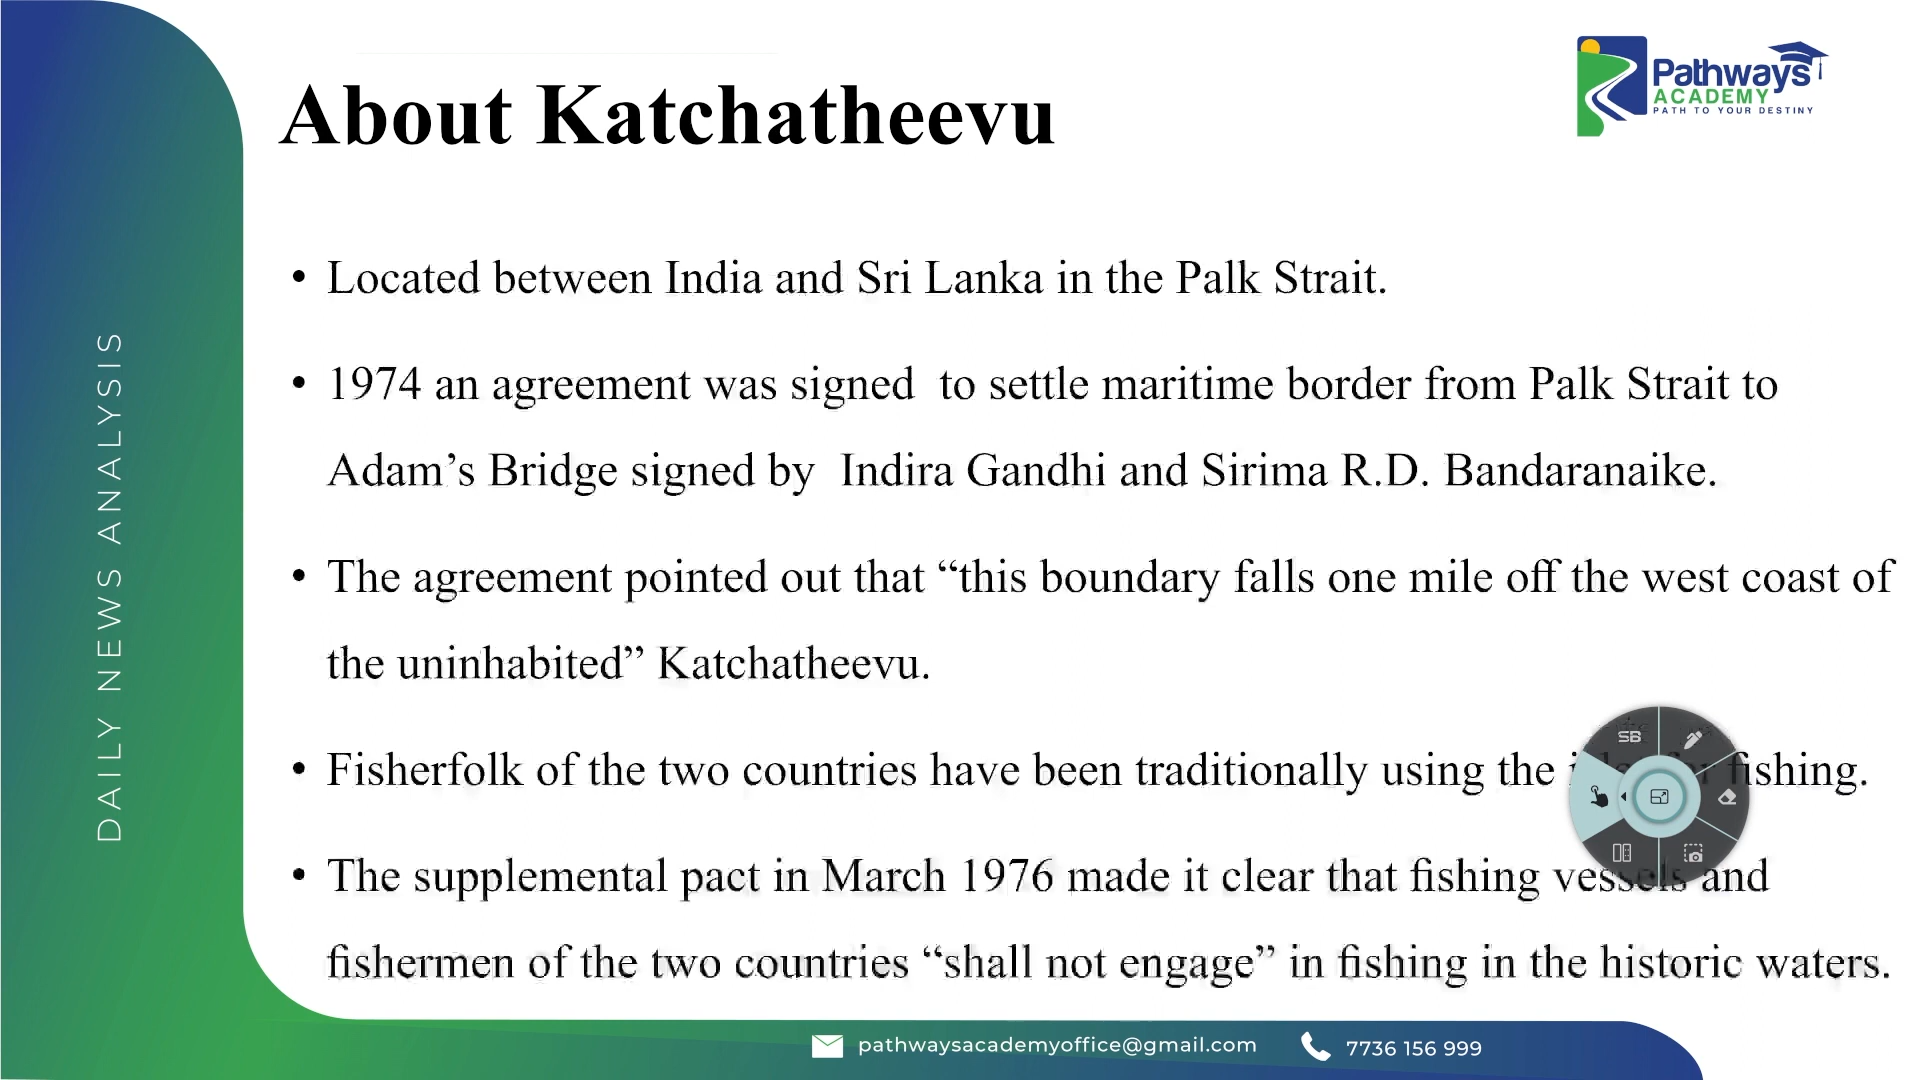 Pathways
ACADEMY
PATH TO YOUR DESTINY
About Katchatheevu
• Located between India and Sri Lanka in the Palk Strait.
• 1974 an agreement was signed  to settle maritime border from Palk Strait to
Adam’s Bridge signed by  Indira Gandhi and Sirima R.D. Bandaranaike.
• The agreement pointed out that “this boundary falls one mile off the west coast of
the uninhabited” Katchatheevu.
• Fisherfolk of the two countries have been traditionally using the fishing.
• The supplemental pact in March 1976 made it clear that fishing vessels and
fishermen of the two countries “shall not engage” in fishing in the historic waters.
SB
DAILY NEWS ANALYSIS
pathwaysacademyoffice@gmail.com
7736 156 999